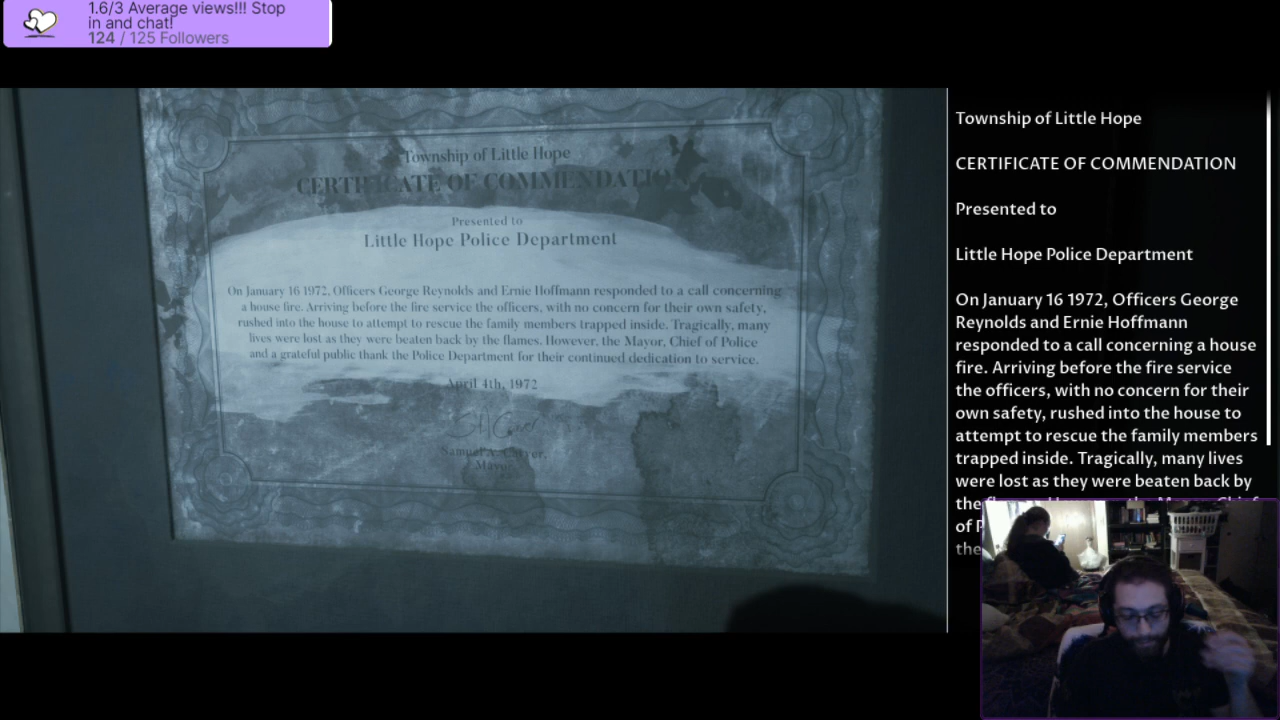 1.6/3 Average views!!! Stop
in and chat!
124 / 125 Followers
Township of Little Hope
CERTIFICATE OF COMMENDATIO
Presented to
Little Hope Police Department
On January 16 1972, Officers George Reynolds and Ernie Hoffmann responded to a call concerning
a house fire. Arriving before the fire service the officers, with no concern for their own safety,
rushed into the house to attempt to rescue the family members trapped inside. Tragically, many
lives were lost as they were beaten back by the flames. However, the Mayor, Chief of Police
and a grateful public thank the Police Department for their continued dedication to service.
April 4th, 1972
Samuel A.
Mayor
Township of Little Hope
CERTIFICATE OF COMMENDATION
Presented to
Little Hope Police Department
On January 16 1972, Officers George
Reynolds and Ernie Hoffmann
responded to a call concerning a house
fire. Arriving before the fire service
the officers, with no concern for their
own safety, rushed into the house to
attempt to rescue the family members
trapped inside. Tragically, many lives
were lost as they were beaten back by
the
of P
the